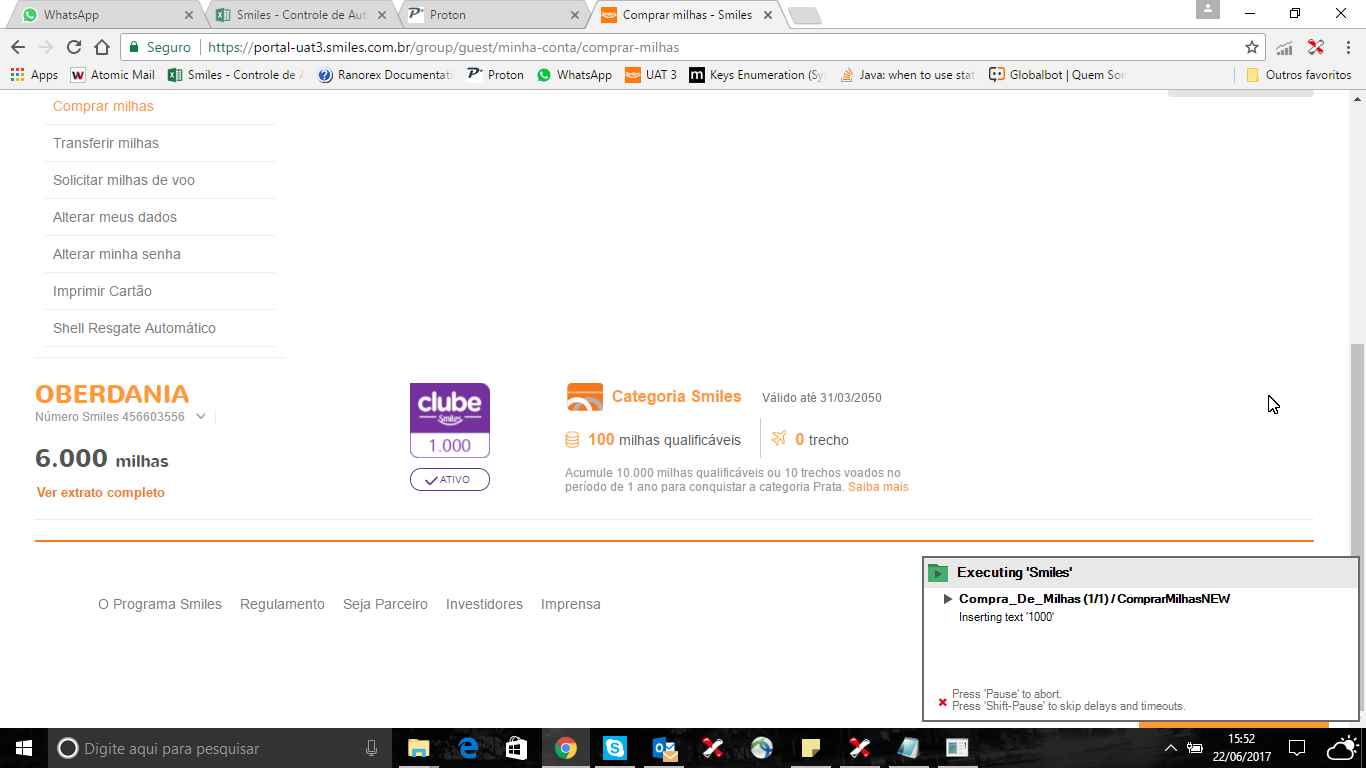 WhatsApp
Smiles - Controle de Aut
Proton
Comprar milhas - Smiles
Seguro
https://portal-uat3.smiles.com.br/group/guest/minha-conta/comprar-milhas
Apps
Atomic Mail
Smiles - Controle de A
Ranorex Documentati
Proton
WhatsApp
UAT 3
Keys Enumeration (Sy
Java: when to use stat
Globalbot | Quem Som
Outros favoritos
Comprar milhas
Transferir milhas
Solicitar milhas de voo
Alterar meus dados
Alterar minha senha
Imprimir Cartão
Shell Resgate Automático
OBERDANIA
Número Smiles 456603556
6.000 milhas
Ver extrato completo
clube
Smiles
1.000
ATIVO
Categoria Smiles
Válido até 31/03/2050
100 milhas qualificáveis
0 trecho
Acumule 10.000 milhas qualificáveis ou 10 trechos voados no
período de 1 ano para conquistar a categoria Prata. Saiba mais
O Programa Smiles
Regulamento
Seja Parceiro
Investidores
Imprensa
Executing 'Smiles'
Compra_De_Milhas (1/1) / ComprarMilhasNEW
Inserting text '1000'
Press 'Pause' to abort.
Press 'Shift-Pause' to skip delays and timeouts.
Digite aqui para pesquisar
15:52
22/06/2017